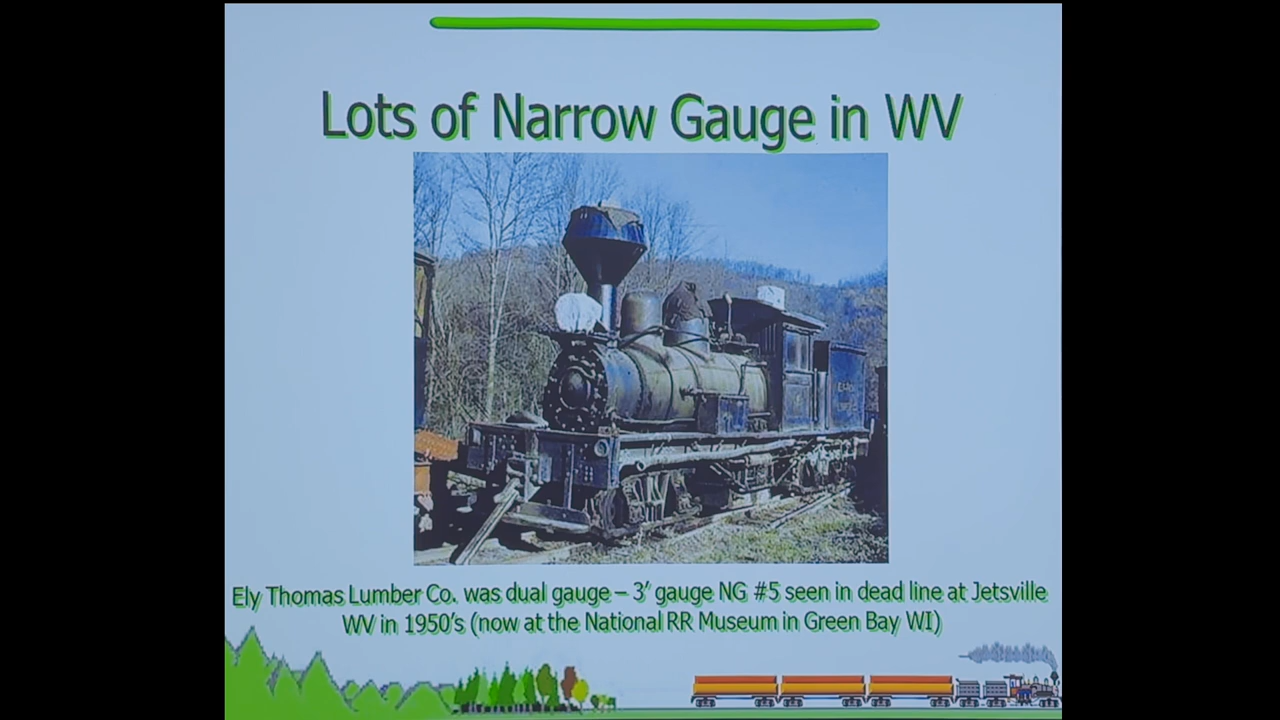 Lots of Narrow Gauge in WV
Ely Thomas Lumber Co. was dual gauge – 3' gauge NG #5 seen in dead line at Jetsville
WV in 1950's (now at the National RR Museum in Green Bay WI)